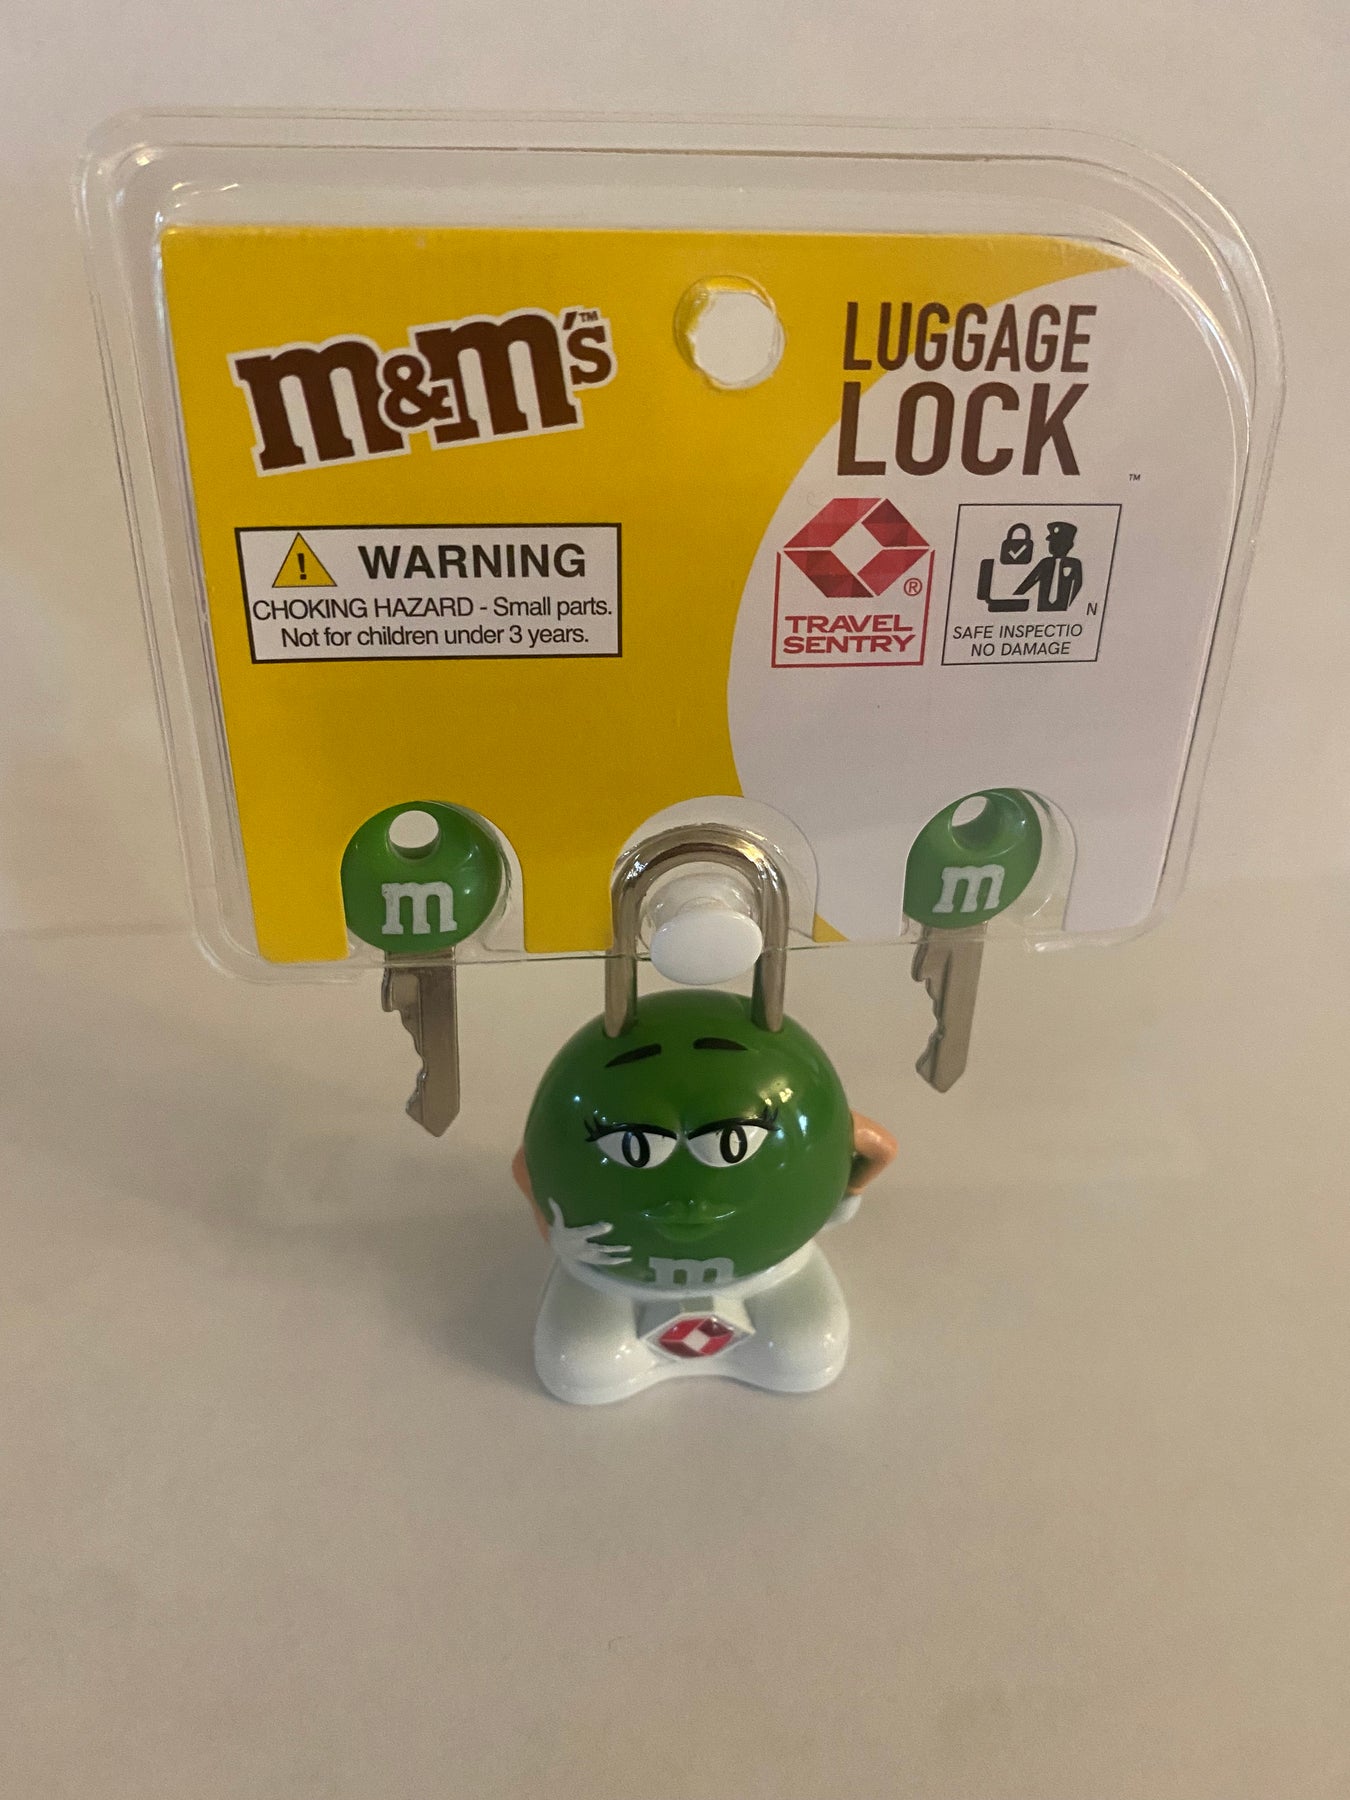 m&m's™
LUGGAGE
LOCK
™
WARNING
CHOKING HAZARD - Small parts.
Not for children under 3 years.
®
TRAVEL
SENTRY
N
SAFE INSPECTIO
NO DAMAGE
m
m
m